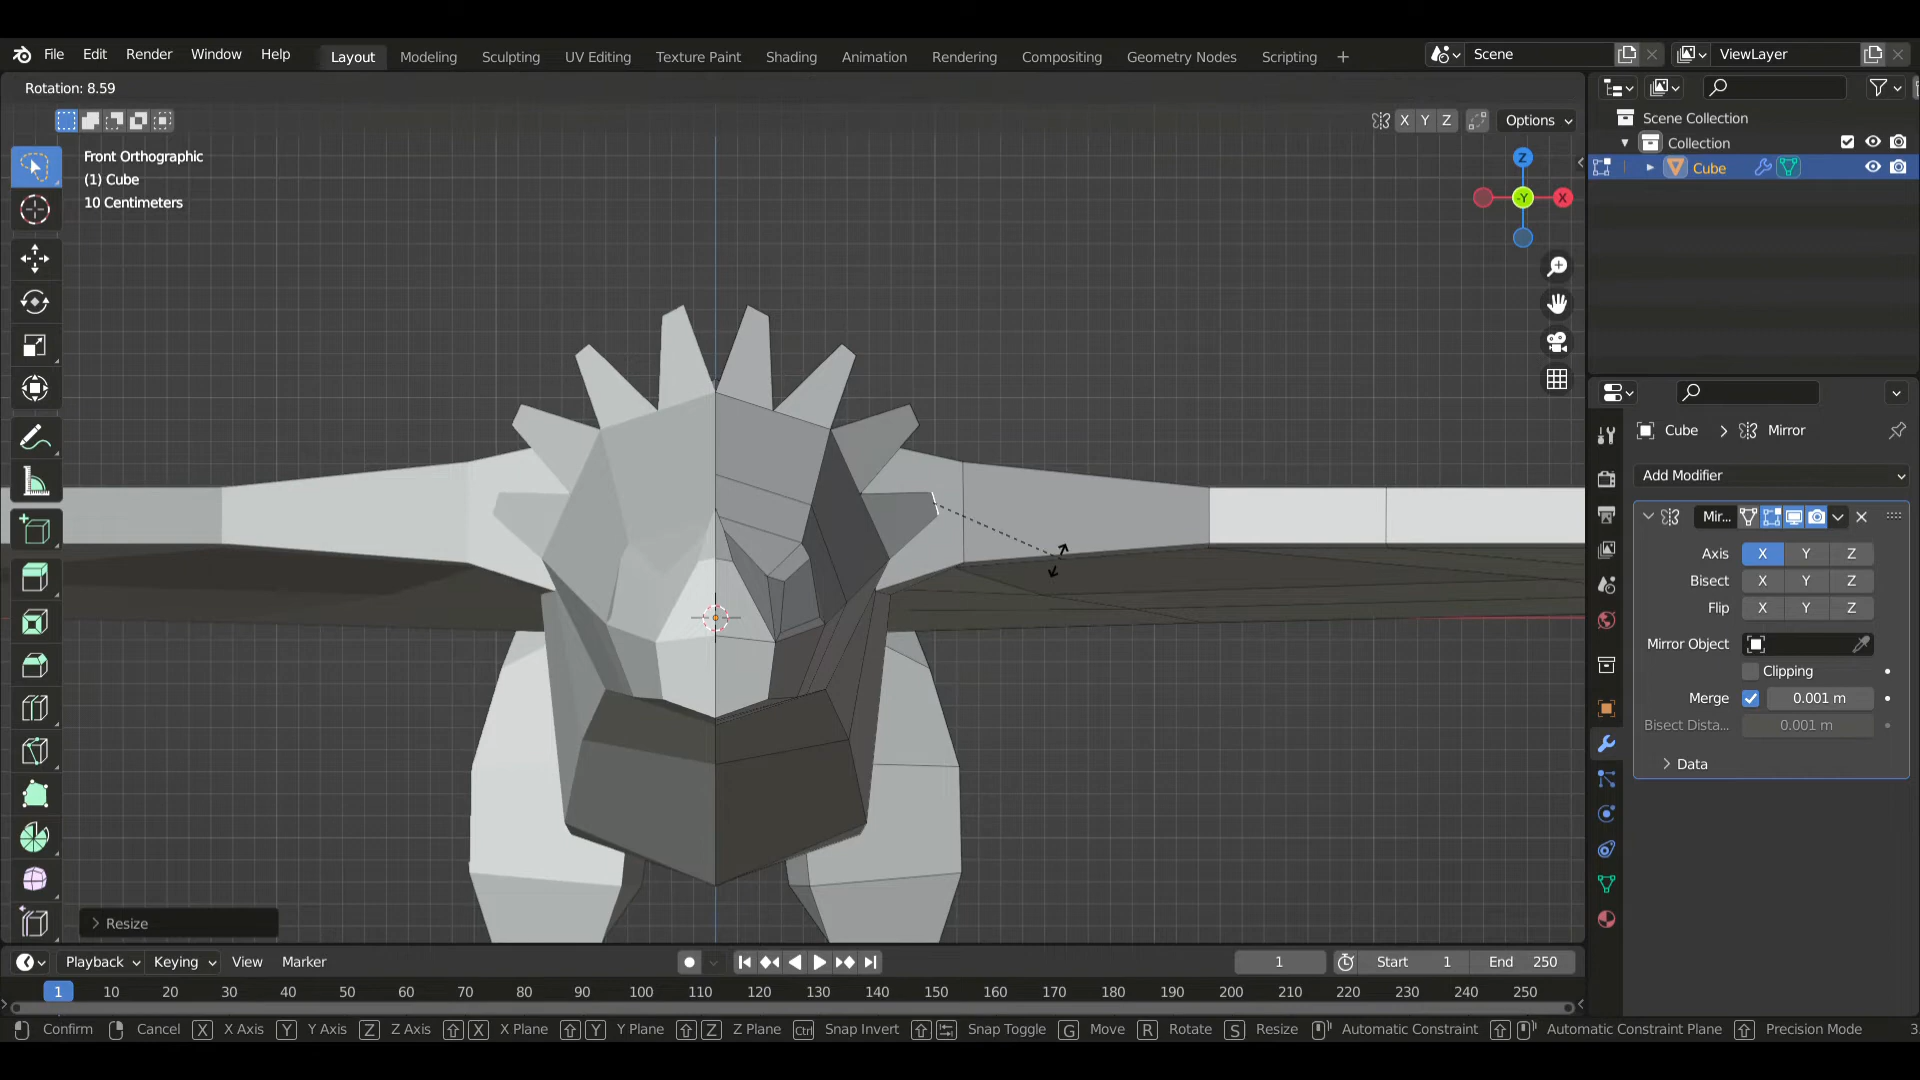 File Edit Render Window Help Layout Modeling Sculpting UV Editing Texture Paint Shading Animation Rendering Compositing Geometry Nodes Scripting + Scene ViewLayer
Rotation: 8.59
X Y Z Options
Front Orthographic
(1) Cube
10 Centimeters
Z
-Y X
Scene Collection
Collection
Cube
Cube > Mirror
Add Modifier
Mir...
Axis X Y Z
Bisect X Y Z
Flip X Y Z
Mirror Object
Clipping
Merge 0.001 m
Bisect Dista... 0.001 m
Data
Resize
Playback Keying View Marker 1 Start 1 End 250
1 10 20 30 40 50 60 70 80 90 100 110 120 130 140 150 160 170 180 190 200 210 220 230 240 250
Confirm Cancel X X Axis Y Y Axis Z Z Axis X X Plane Y Y Plane Z Z Plane Ctrl Snap Invert Snap Toggle G Move R Rotate S Resize Automatic Constraint Automatic Constraint Plane Precision Mode